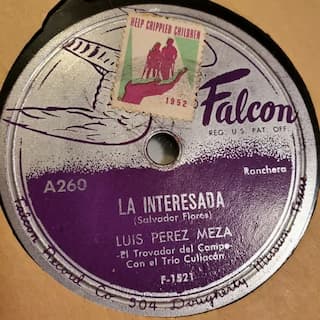 HELP CRIPPLED CHILDREN
1952
Falcon
REG. U.S. PAT. OFF.
Ranchera
A260
LA INTERESADA
(Salvador Flores)
LUIS PEREZ MEZA
-El Trovador del Campo-
Con el Trio Culiacán
F-1521
Falcon Record Co. 504 Dougherty Mission, Texas